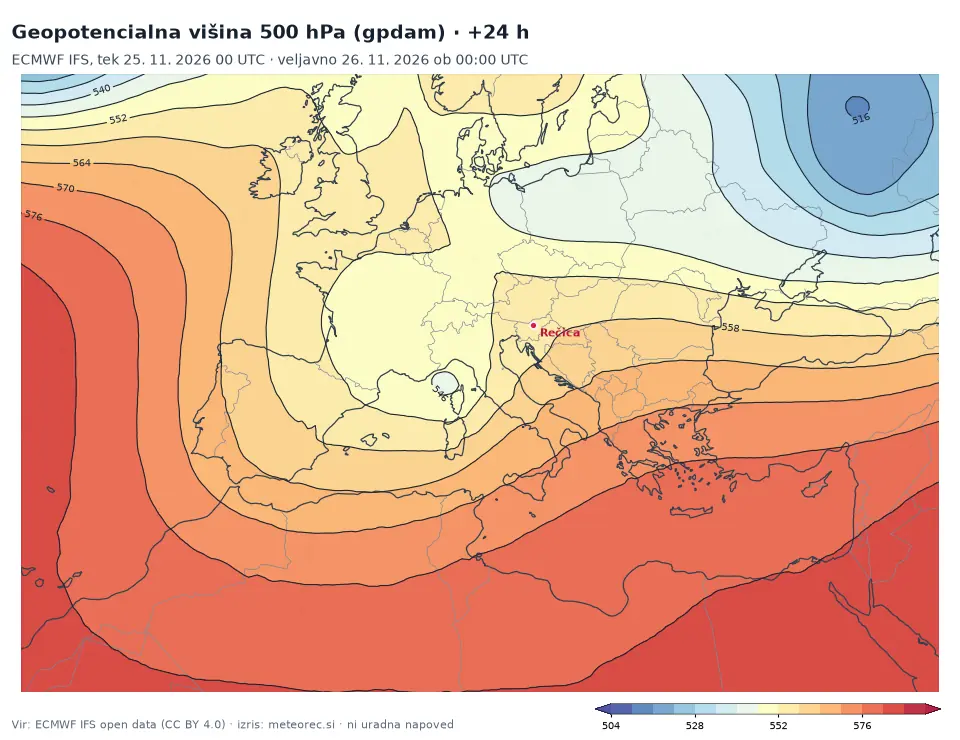 Geopotencialna višina 500 hPa (gpdam) · +24 h
ECMWF IFS, tek 25. 11. 2026 00 UTC · veljavno 26. 11. 2026 ob 00:00 UTC
540
552
516
564
570
576
558
Rečica
546
Vir: ECMWF IFS open data (CC BY 4.0) · izris: meteorec.si · ni uradna napoved
504 528 552 576